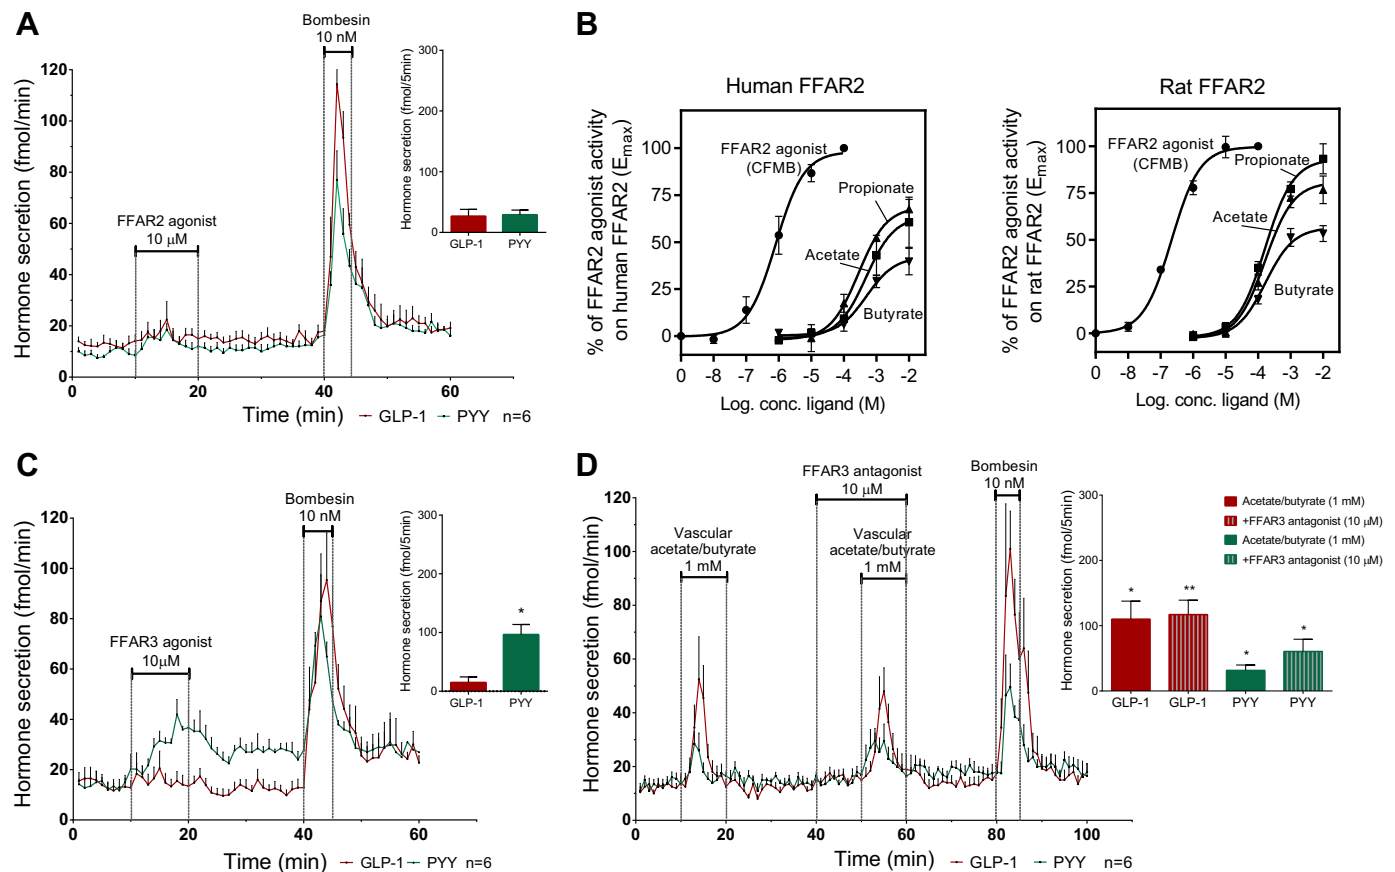 A
Bombesin
10 nM
Hormone secretion (fmol/min)
120
100
80
60
40
20
0
FFAR2 agonist
10 μM
Hormone secretion (fmol/5min)
300
200
100
0
GLP-1 PYY
0 20 40 60
Time (min)
GLP-1 PYY n=6
B
Human FFAR2
% of FFAR2 agonist activity
on human FFAR2 (Emax)
100
75
50
25
0
FFAR2 agonist
(CFMB)
Propionate
Acetate
Butyrate
0 -8 -7 -6 -5 -4 -3 -2
Log. conc. ligand (M)
Rat FFAR2
% of FFAR2 agonist activity
on rat FFAR2 (Emax)
100
75
50
25
0
FFAR2 agonist
(CFMB)
Propionate
Acetate
Butyrate
0 -8 -7 -6 -5 -4 -3 -2
Log. conc. ligand (M)
C
Bombesin
10 nM
Hormone secretion (fmol/min)
120
100
80
60
40
20
0
FFAR3 agonist
10μM
Hormone secretion (fmol/5min)
300
200
100
0
*
GLP-1 PYY
0 20 40 60
Time (min)
GLP-1 PYY n=6
D
FFAR3 antagonist
10 μM
Bombesin
10 nM
Hormone secretion (fmol/min)
120
100
80
60
40
20
0
Vascular
acetate/butyrate
1 mM
Vascular
acetate/butyrate
1 mM
0 20 40 60 80 100
Time (min)
GLP-1 PYY n=6
Hormone secretion (fmol/5min)
300
200
100
0
Acetate/butyrate (1 mM)
+FFAR3 antagonist (10 μM)
Acetate/butyrate (1 mM)
+FFAR3 antagonist (10 μM)
* ** * *
GLP-1 GLP-1 PYY PYY